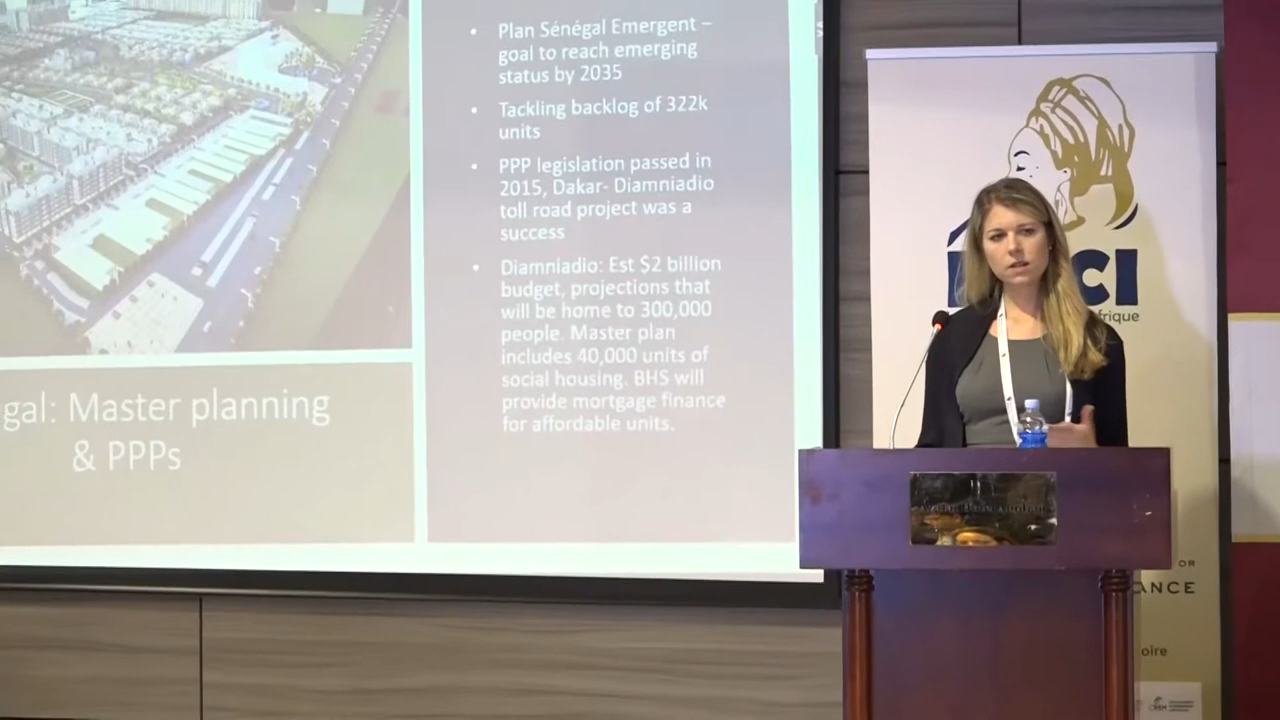 • Plan Sénégal Emergent –
goal to reach emerging
status by 2035
• Tackling backlog of 322k
units
• PPP legislation passed in
2015, Dakar- Diamniadio
toll road project was a
success
• Diamniadio: Est $2 billion
budget, projections that
will be home to 300,000
people. Master plan
includes 40,000 units of
social housing. BHS will
provide mortgage finance
for affordable units.
gal: Master planning
& PPPs
CI
frique
OR
ANCE
oire